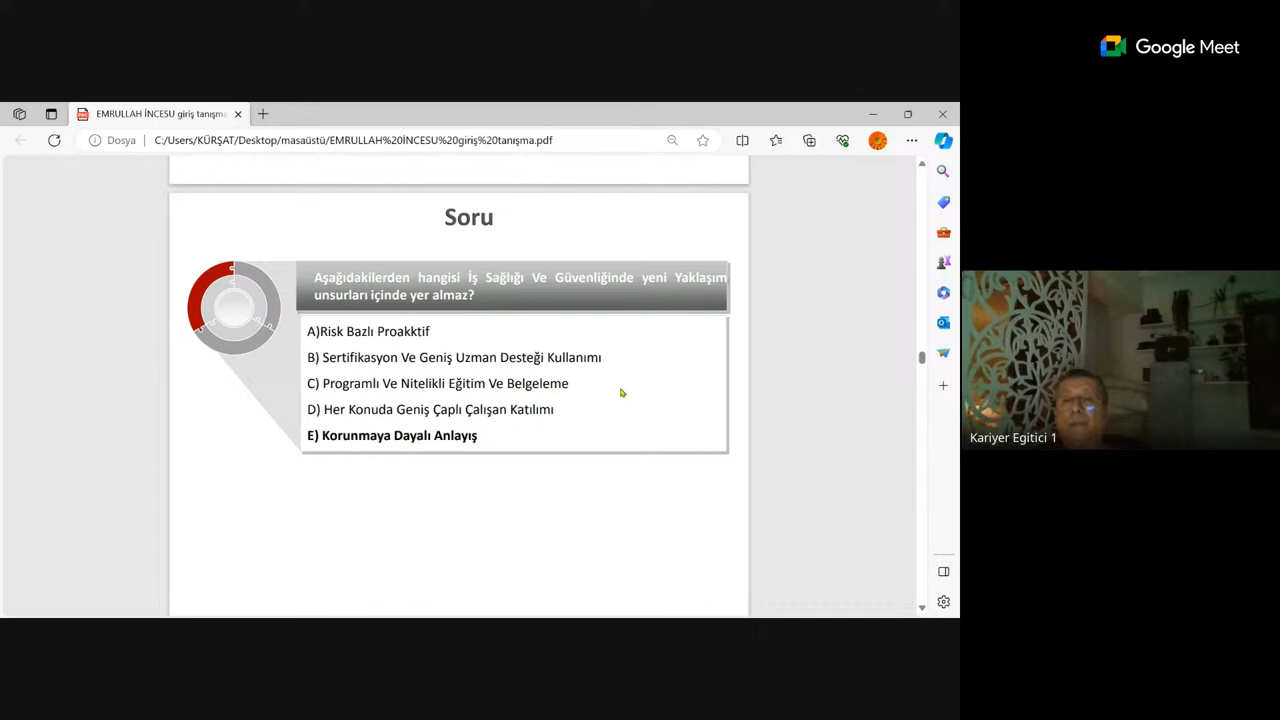 Google Meet
EMRULLAH İNCESU giriş tanışma
Dosya
C:/Users/KÜRŞAT/Desktop/masaüstü/EMRULLAH%20İNCESU%20giriş%20tanışma.pdf
Soru
Aşağıdakilerden hangisi İş Sağlığı Ve Güvenliğinde yeni Yaklaşım
unsurları içinde yer almaz?
A)Risk Bazlı Proakktif
B) Sertifikasyon Ve Geniş Uzman Desteği Kullanımı
C) Programlı Ve Nitelikli Eğitim Ve Belgeleme
D) Her Konuda Geniş Çaplı Çalışan Katılımı
E) Korunmaya Dayalı Anlayış
Kariyer Egitici 1